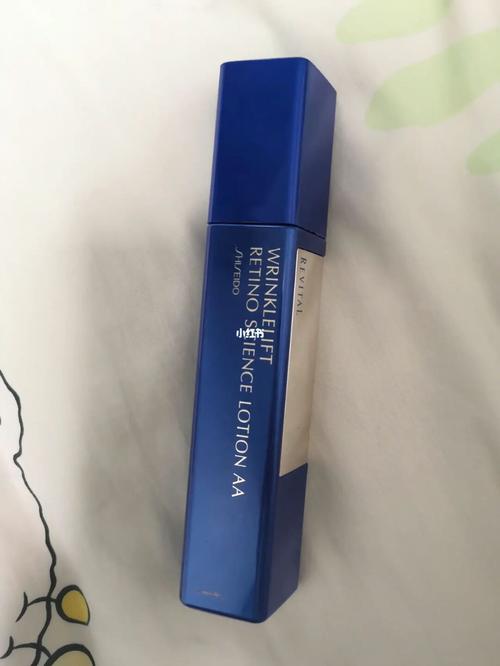 REVITAL
WRINKLELIFT
RETINO SCIENCE LOTION AA
SHISEIDO
小红书